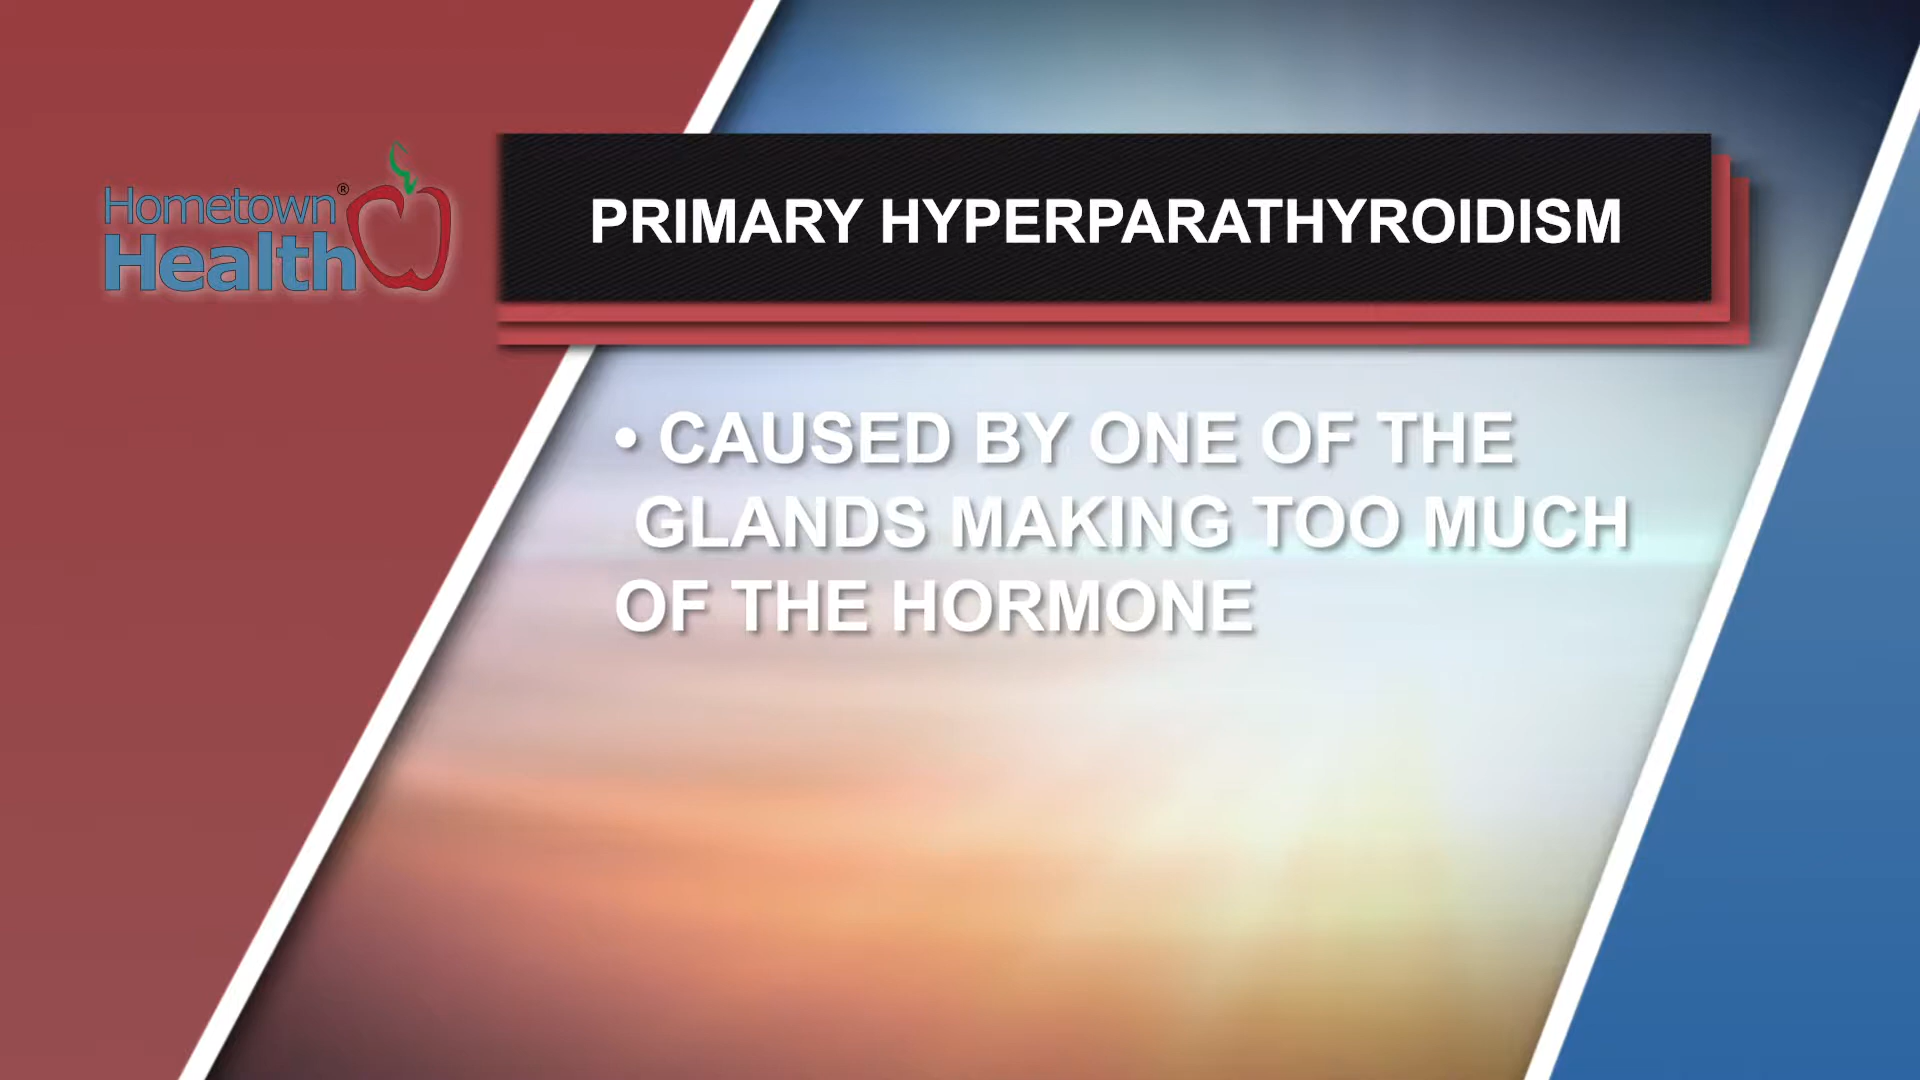 Hometown®
Health
PRIMARY HYPERPARATHYROIDISM
• CAUSED BY ONE OF THE
GLANDS MAKING TOO MUCH
OF THE HORMONE